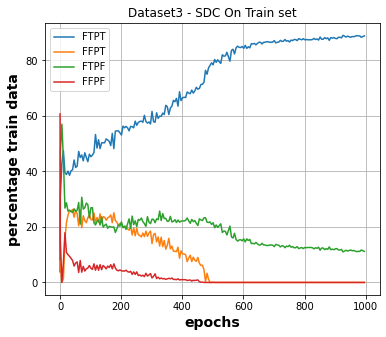 Dataset3 - SDC On Train set
FTPT
FFPT
FTPF
FFPF
percentage train data
80
60
40
20
0
0
200
400
600
800
1000
epochs